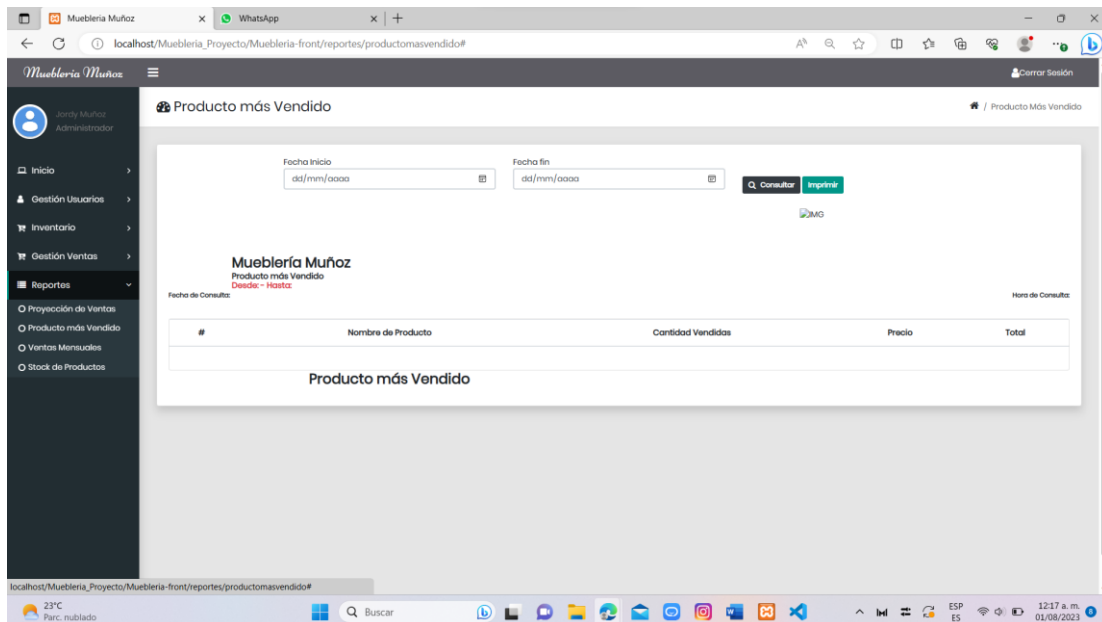 Muebleria Muñoz
WhatsApp
localhost/Muebleria_Proyecto/Muebleria-front/reportes/productomasvendido#
Mueblería Muñoz
Cerrar Sesión
Jordy Muñoz
Administrador
Producto más Vendido
/ Producto Más Vendido
Inicio
Gestión Usuarios
Inventario
Gestión Ventas
Reportes
Proyección de Ventas
Producto más Vendido
Ventas Mensuales
Stock de Productos
Fecha Inicio
Fecha fin
dd/mm/aaaa
dd/mm/aaaa
Consultar
Imprimir
IMG
Mueblería Muñoz
Producto más Vendido
Desde: - Hasta:
Fecha de Consulta:
Hora de Consulta:
# Nombre de Producto Cantidad Vendidas Precio Total
Producto más Vendido
localhost/Muebleria_Proyecto/Muebleria-front/reportes/productomasvendido#
23°C
Parc. nublado
Buscar
ESP
ES
12:17 a. m.
01/08/2023
8